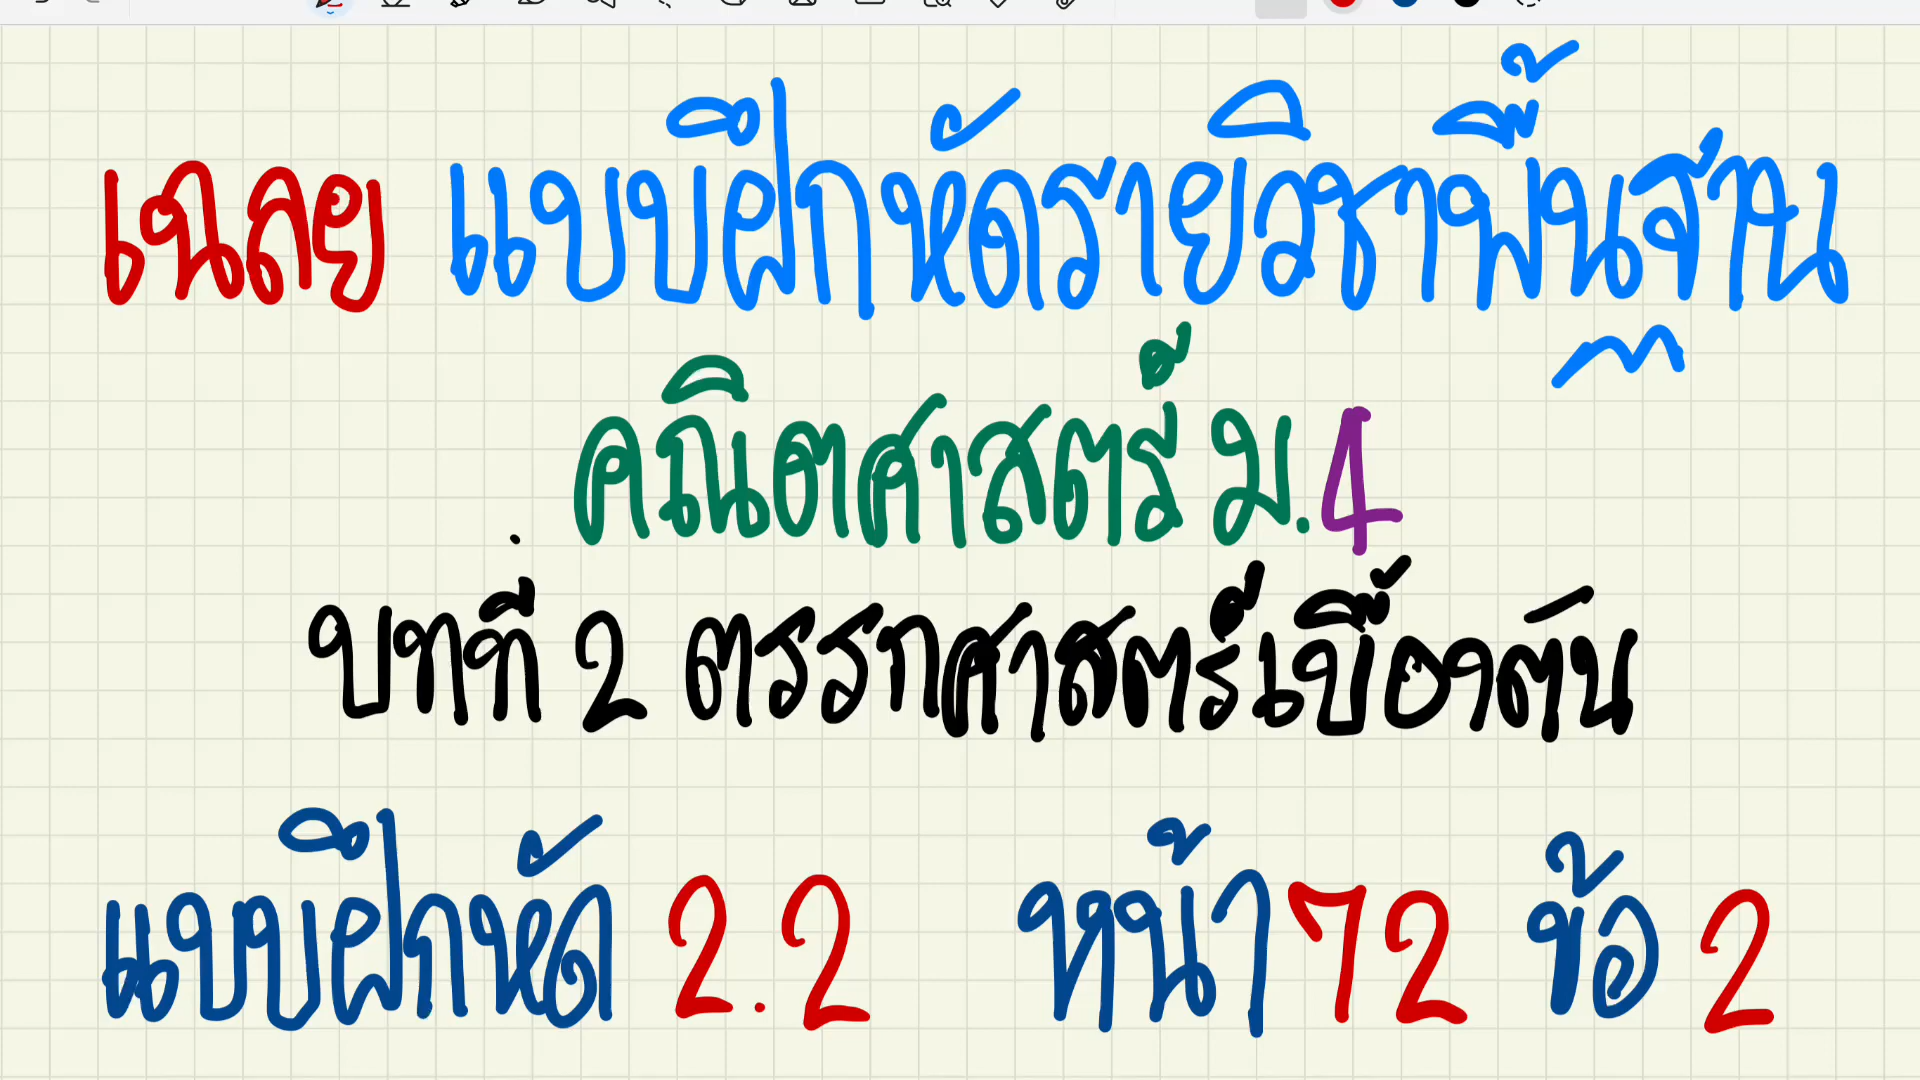 เฉลย แบบฝึกหัดรายวิชาพื้นฐาน
คณิตศาสตร์ ม.4
บทที่ 2 ตรรกศาสตร์เบื้องต้น
แบบฝึกหัด 2.2 หน้า 72 ข้อ 2